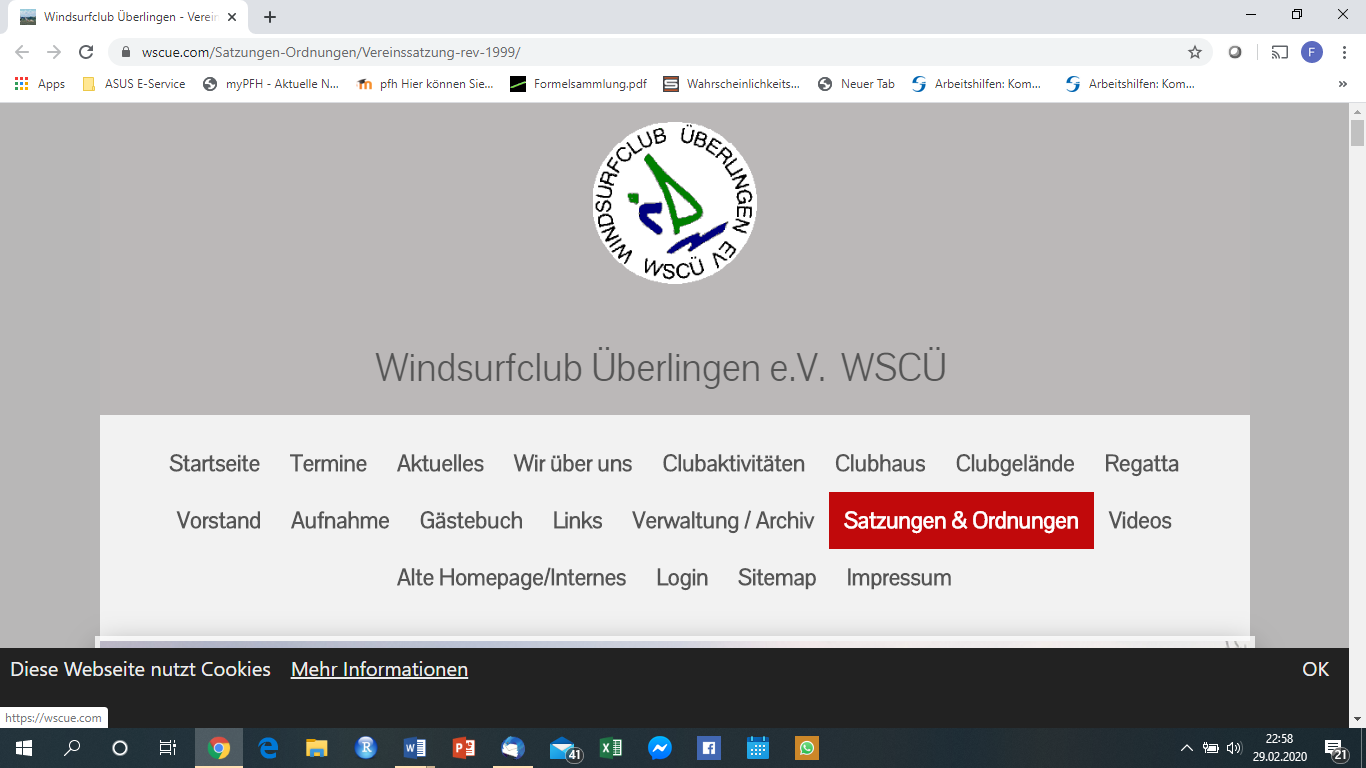 Windsurfclub Überlingen - Verein
wscue.com/Satzungen-Ordnungen/Vereinssatzung-rev-1999/
F
Apps ASUS E-Service myPFH - Aktuelle N... pfh Hier können Sie... Formelsammlung.pdf Wahrscheinlichkeits... Neuer Tab Arbeitshilfen: Kom... Arbeitshilfen: Kom... »
WINDSURFCLUB ÜBERLINGEN EV
WSCÜ
Windsurfclub Überlingen e.V. WSCÜ
Startseite Termine Aktuelles Wir über uns Clubaktivitäten Clubhaus Clubgelände Regatta
Vorstand Aufnahme Gästebuch Links Verwaltung / Archiv Satzungen & Ordnungen Videos
Alte Homepage/Internes Login Sitemap Impressum
Diese Webseite nutzt Cookies Mehr Informationen OK
https://wscue.com
41
22:58
29.02.2020
21